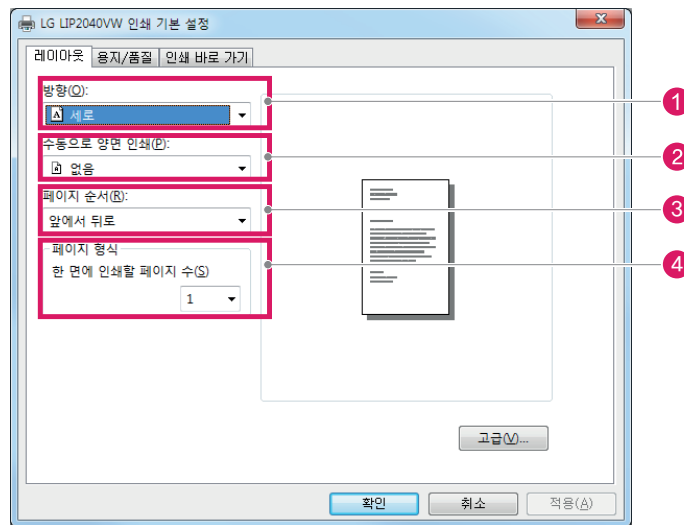 LG LIP2040VW 인쇄 기본 설정
레이아웃 용지/품질 인쇄 바로 가기
방향(O):
A 세로
1
수동으로 양면 인쇄(P):
없음
2
페이지 순서(R):
앞에서 뒤로
3
페이지 형식
한 면에 인쇄할 페이지 수(S)
4
1
고급(V)...
확인 취소 적용(A)